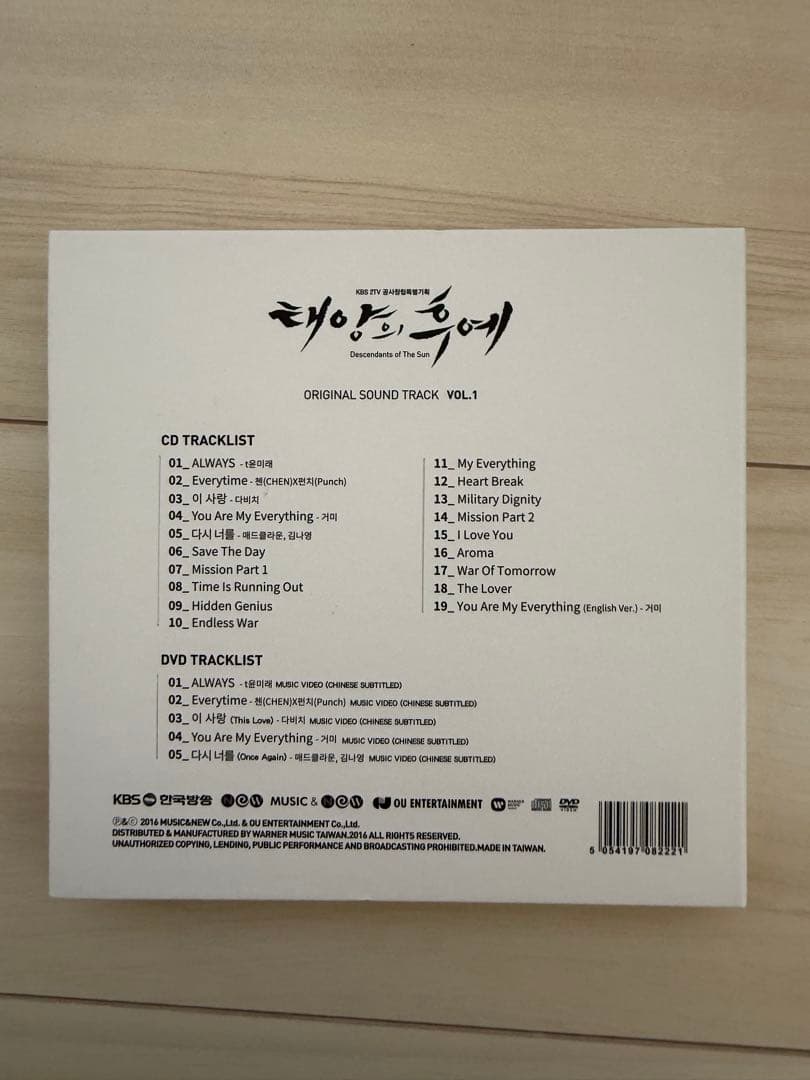 KBS 2TV 공사창립특별기획
태양의 후예
Descendants of The Sun
ORIGINAL SOUND TRACK VOL.1
CD TRACKLIST
01_ ALWAYS - t윤미래
02_ Everytime - 첸(CHEN)X펀치(Punch)
03_ 이 사랑 - 다비치
04_ You Are My Everything - 거미
05_ 다시 너를 - 매드클라운, 김나영
06_ Save The Day
07_ Mission Part 1
08_ Time Is Running Out
09_ Hidden Genius
10_ Endless War
11_ My Everything
12_ Heart Break
13_ Military Dignity
14_ Mission Part 2
15_ I Love You
16_ Aroma
17_ War Of Tomorrow
18_ The Lover
19_ You Are My Everything (English Ver.) - 거미
DVD TRACKLIST
01_ ALWAYS - t윤미래 MUSIC VIDEO (CHINESE SUBTITLED)
02_ Everytime - 첸(CHEN)X펀치(Punch) MUSIC VIDEO (CHINESE SUBTITLED)
03_ 이 사랑 (This Love) - 다비치 MUSIC VIDEO (CHINESE SUBTITLED)
04_ You Are My Everything - 거미 MUSIC VIDEO (CHINESE SUBTITLED)
05_ 다시 너를 (Once Again) - 매드클라운, 김나영 MUSIC VIDEO (CHINESE SUBTITLED)
KBS 한국방송 NEW MUSIC & NEW OU ENTERTAINMENT WARNER MUSIC DVD VIDEO
Ⓟ&ⓒ 2016 MUSIC&NEW Co.,Ltd. & OU ENTERTAINMENT Co.,Ltd.
DISTRIBUTED & MANUFACTURED BY WARNER MUSIC TAIWAN.2016 ALL RIGHTS RESERVED.
UNAUTHORIZED COPYING, LENDING, PUBLIC PERFORMANCE AND BROADCASTING PROHIBITED.MADE IN TAIWAN.
5 054197 082221